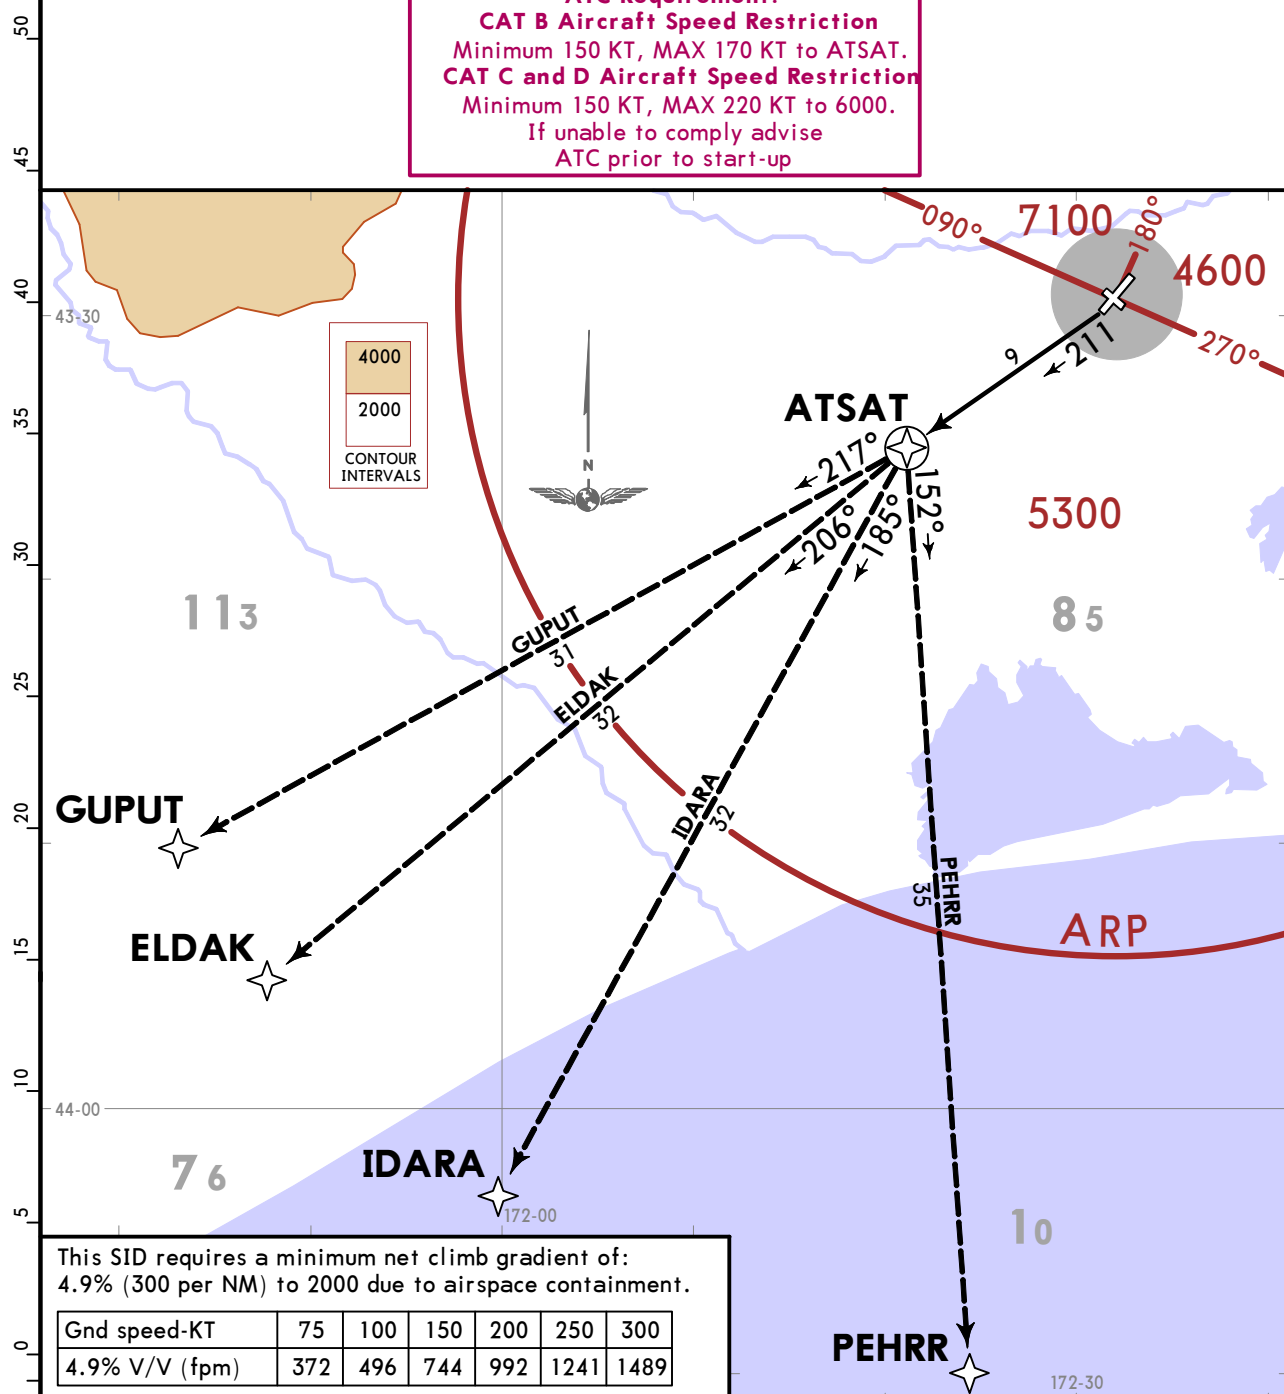 ATC Requirement:
CAT B Aircraft Speed Restriction
Minimum 150 KT, MAX 170 KT to ATSAT.
CAT C and D Aircraft Speed Restriction
Minimum 150 KT, MAX 220 KT to 6000.
If unable to comply advise
ATC prior to start-up
50
45
40
35
30
25
20
15
10
5
0
090°
7100
180°
4600
270°
43-30
4000
2000
CONTOUR
INTERVALS
N
9
211
ATSAT
217°
206°
185°
152°
5300
113
85
GUPUT
31
ELDAK
32
IDARA
32
PEHRR
35
GUPUT
ELDAK
ARP
44-00
IDARA
76
172-00
10
PEHRR
172-30
This SID requires a minimum net climb gradient of:
4.9% (300 per NM) to 2000 due to airspace containment.
Gnd speed-KT 75 100 150 200 250 300
4.9% V/V (fpm) 372 496 744 992 1241 1489